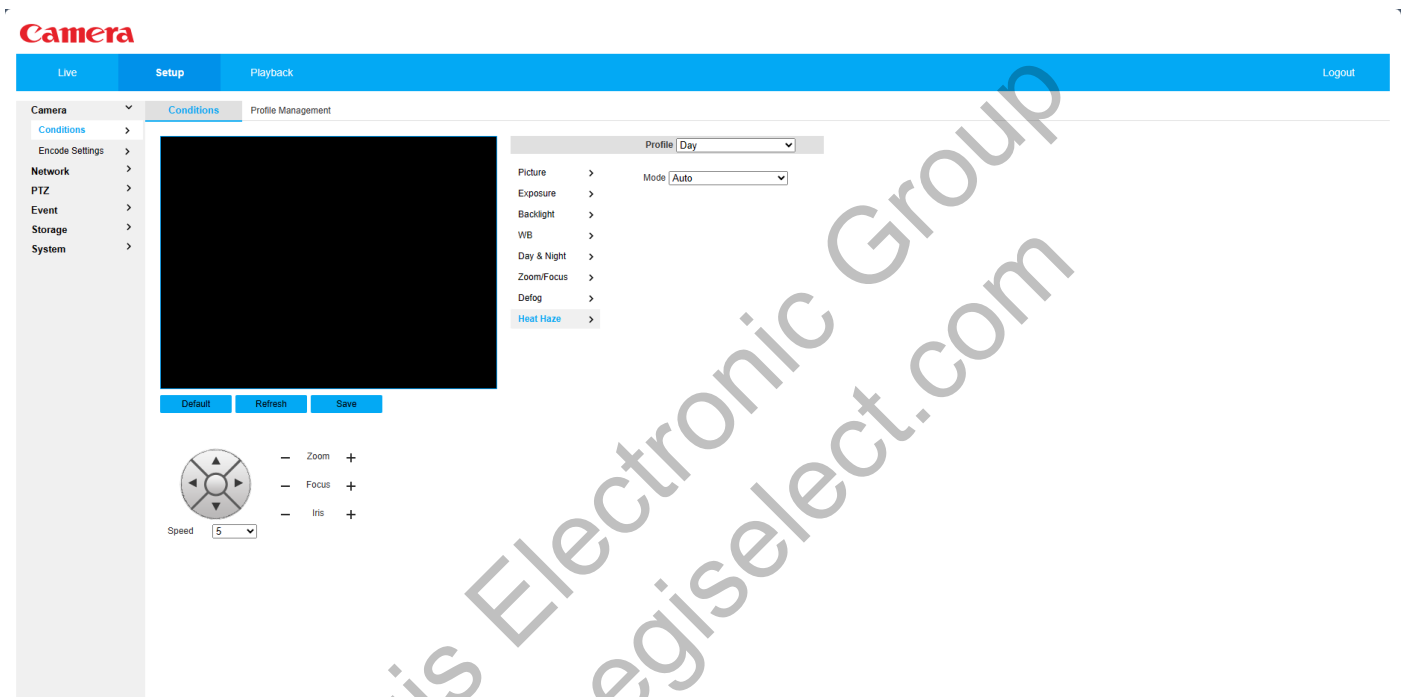 Camera
Live Setup Playback Logout
Camera
Conditions
Encode Settings
Network
PTZ
Event
Storage
System
Conditions Profile Management
Profile Day
Picture
Exposure
Backlight
WB
Day & Night
Zoom/Focus
Defog
Heat Haze
Mode Auto
Default Refresh Save
Zoom
Focus
Iris
Speed 5
is Electronic Group
egiselect.com